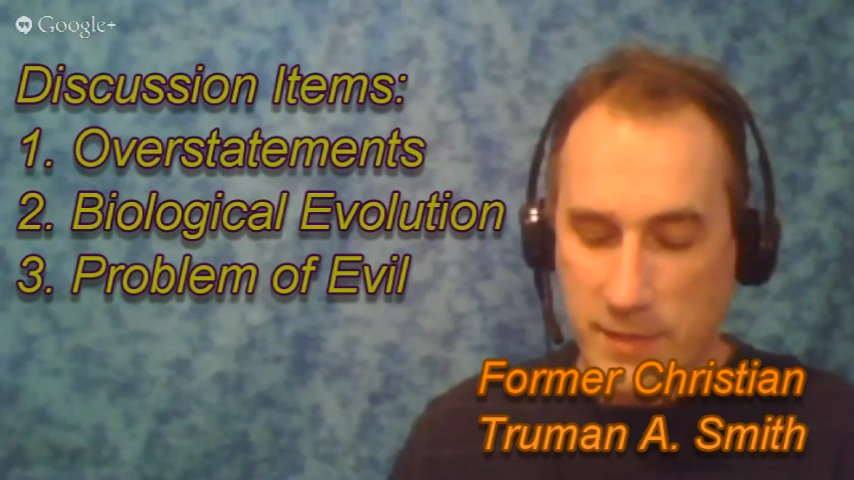 Google+
Discussion Items:
1. Overstatements
2. Biological Evolution
3. Problem of Evil
Former Christian
Truman A. Smith